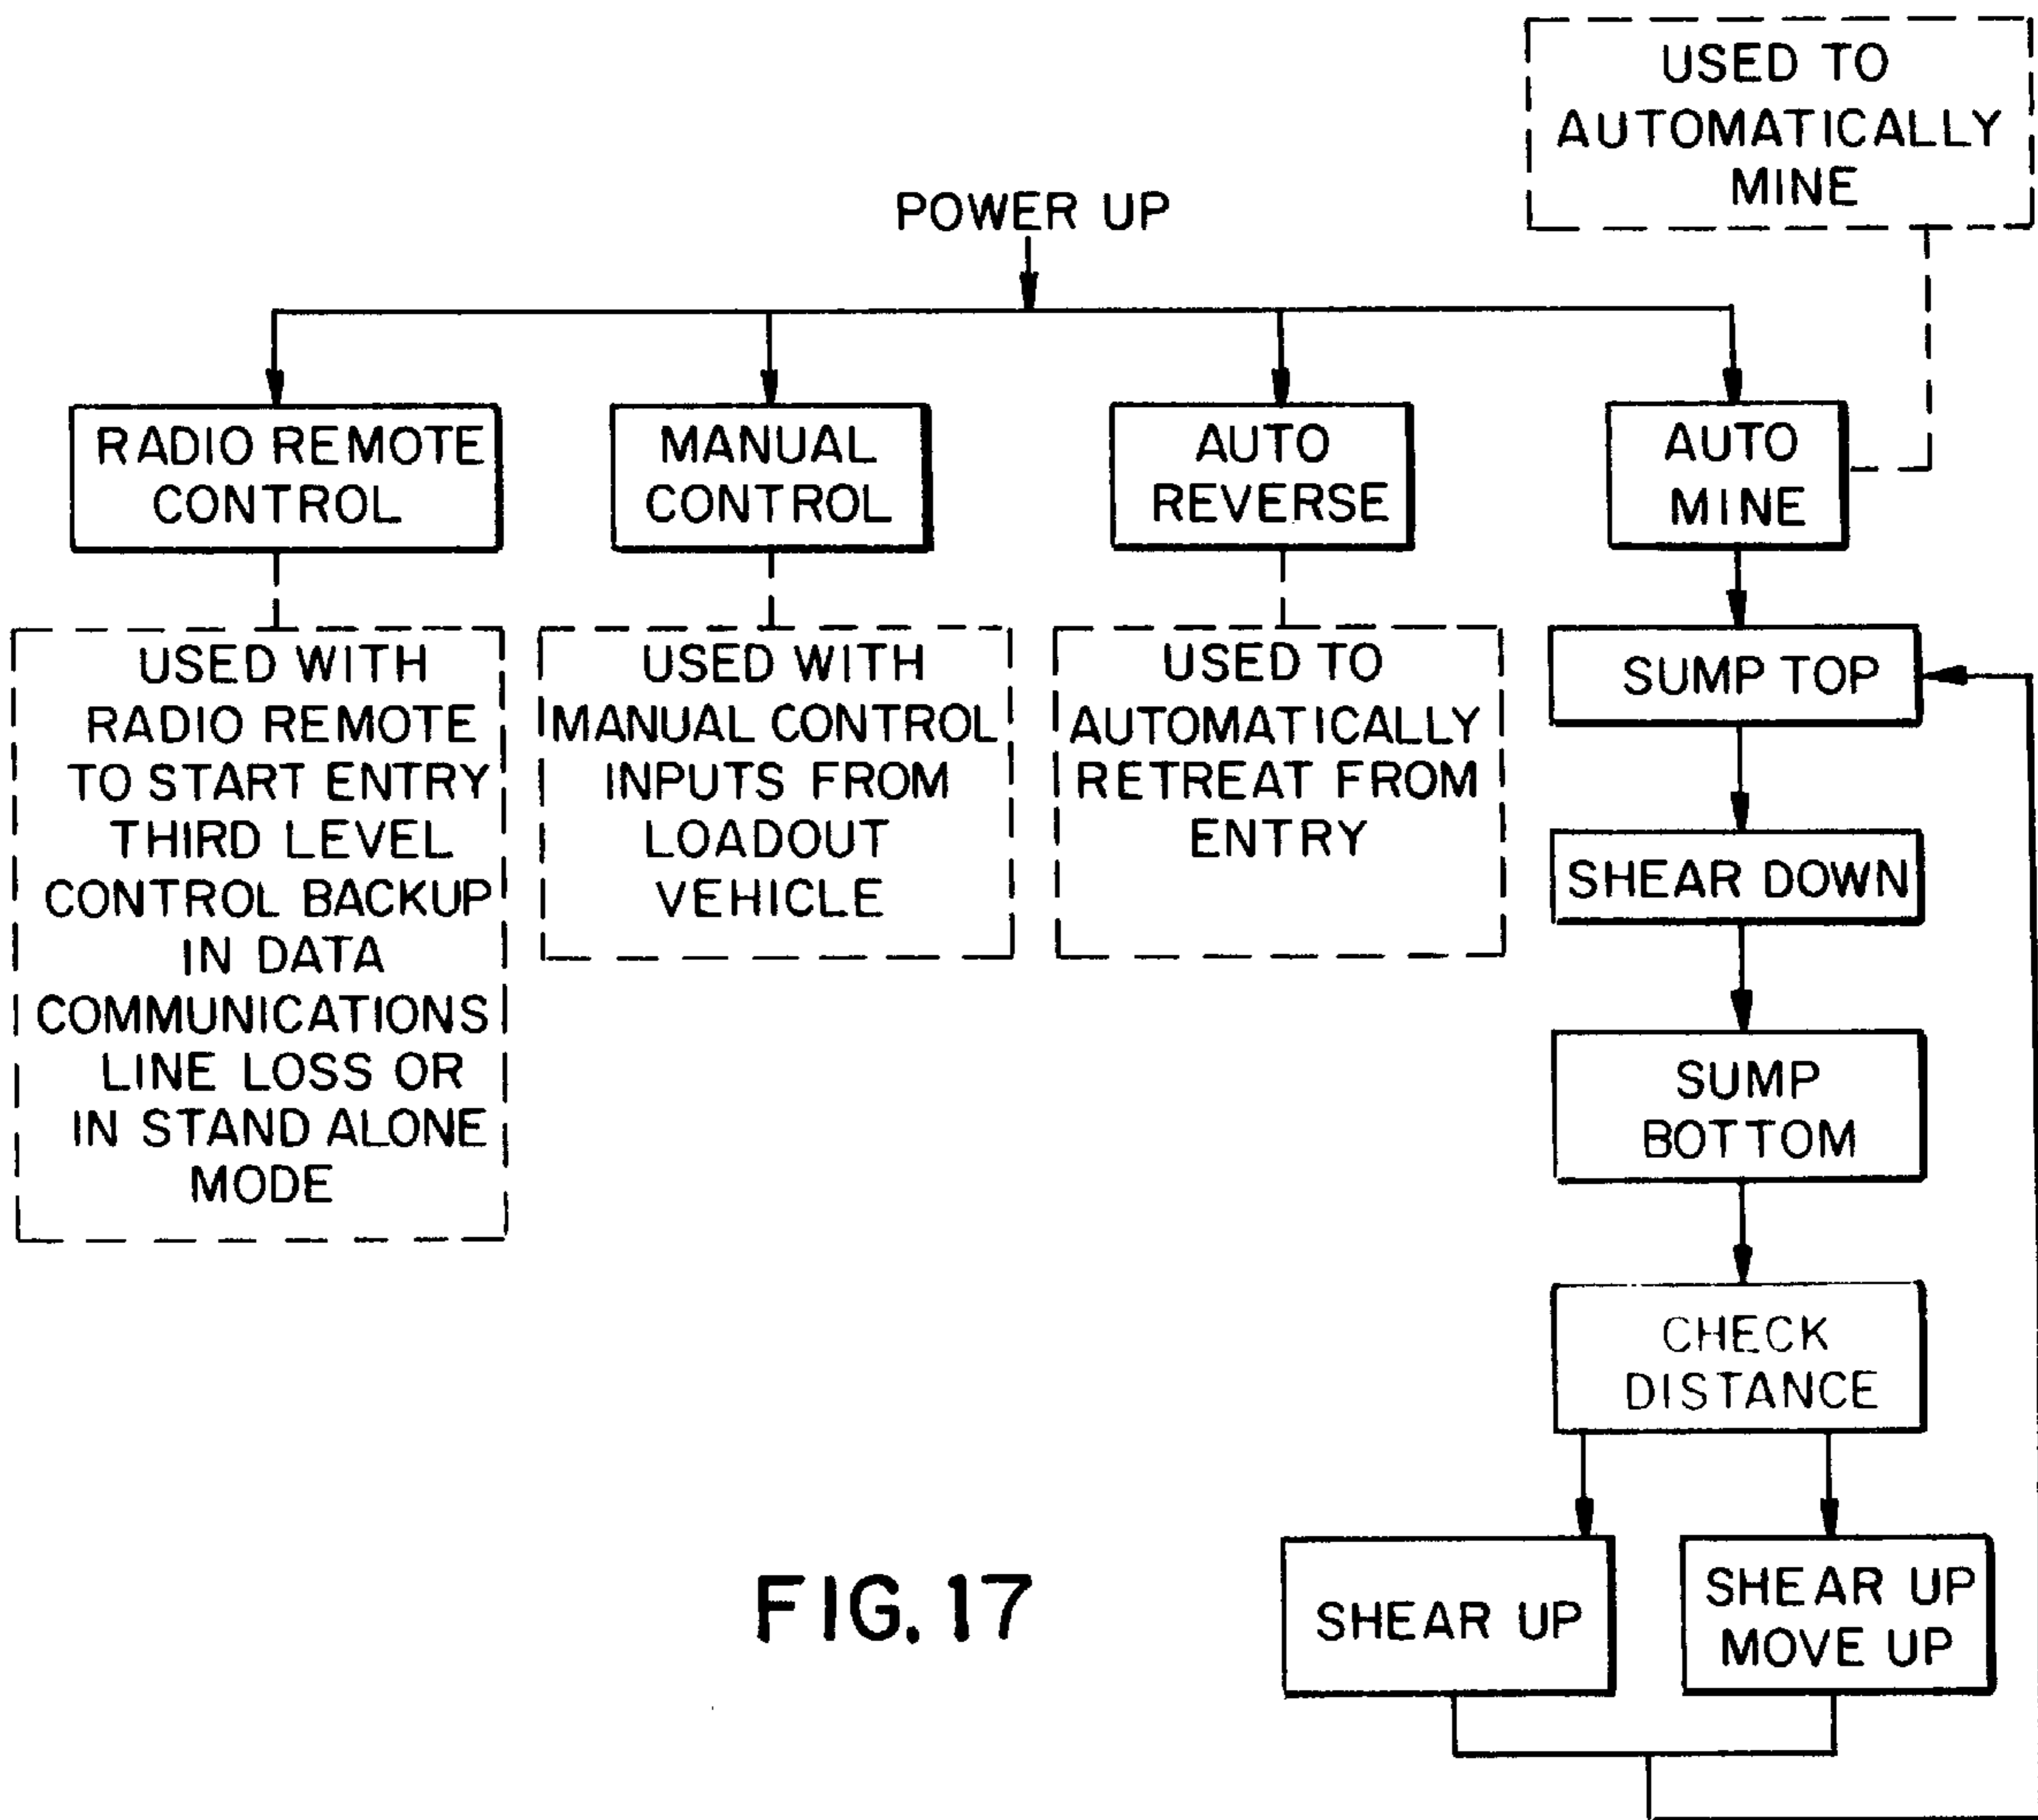 USED TO
AUTOMATICALLY
MINE
POWER UP
RADIO REMOTE
CONTROL
MANUAL
CONTROL
AUTO
REVERSE
AUTO
MINE
USED WITH
RADIO REMOTE
TO START ENTRY
THIRD LEVEL
CONTROL BACKUP
IN DATA
COMMUNICATIONS
LINE LOSS OR
IN STAND ALONE
MODE
USED WITH
MANUAL CONTROL
INPUTS FROM
LOADOUT
VEHICLE
USED TO
AUTOMATICALLY
RETREAT FROM
ENTRY
SUMP TOP
SHEAR DOWN
SUMP
BOTTOM
CHECK
DISTANCE
SHEAR UP
SHEAR UP
MOVE UP
FIG. 17